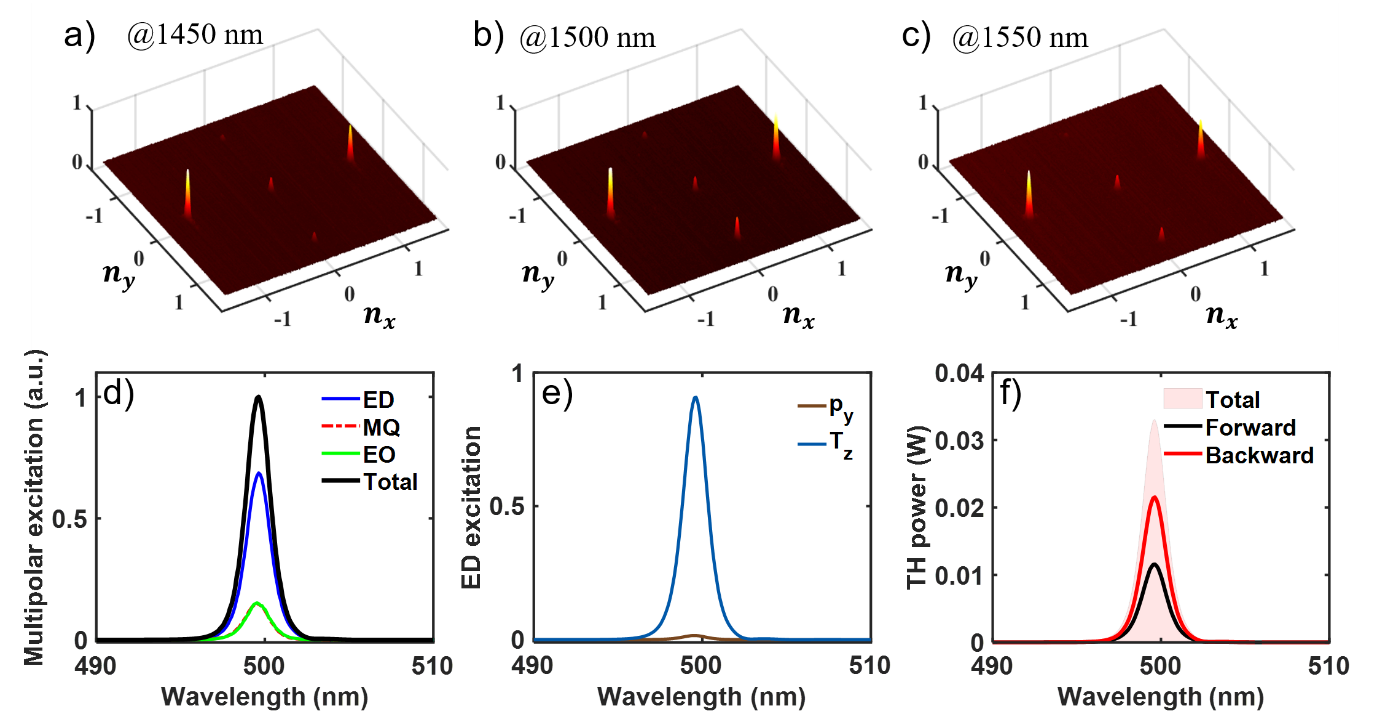 a) @1450 nm
1
0
-1
0
1
n_y
-1
0
1
n_x
b) @1500 nm
1
0
-1
0
1
n_y
-1
0
1
n_x
c) @1550 nm
1
0
-1
0
1
n_y
-1
0
1
n_x
d)
Multipolar excitation (a.u.)
1
0.5
0
490
500
510
Wavelength (nm)
ED
MQ
EO
Total
e)
ED excitation
1
0.5
0
490
500
510
Wavelength (nm)
p_y
T_z
f)
TH power (W)
0.04
0.03
0.02
0.01
0
490
500
510
Wavelength (nm)
Total
Forward
Backward